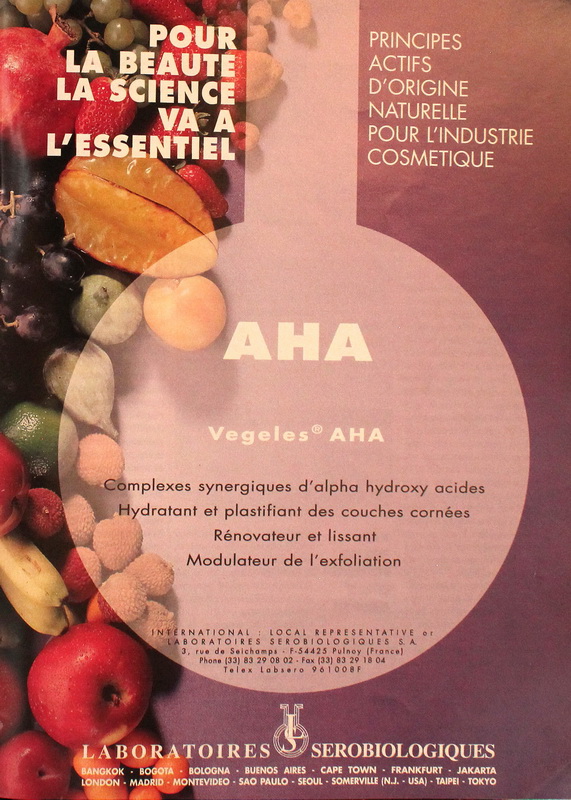 POUR
LA BEAUTE
LA SCIENCE
VA A
L'ESSENTIEL
PRINCIPES
ACTIFS
D'ORIGINE
NATURELLE
POUR L'INDUSTRIE
COSMETIQUE
AHA
Vegeles® AHA
Complexes synergiques d'alpha hydroxy acides
Hydratant et plastifiant des couches cornées
Rénovateur et lissant
Modulateur de l'exfoliation
INTERNATIONAL : LOCAL REPRESENTATIVE or
LABORATOIRES SEROBIOLOGIQUES S.A.
3, rue de Seichamps - F-54425 Pulnoy (France)
Phone (33) 83 29 08 02 - Fax (33) 83 29 18 04
Telex Labsero 961008F
LABORATOIRES LS SEROBIOLOGIQUES
BANGKOK - BOGOTA - BOLOGNA - BUENOS AIRES - CAPE TOWN - FRANKFURT - JAKARTA
LONDON - MADRID - MONTEVIDEO - SAO PAULO - SEOUL - SOMERVILLE (N.J. - USA) - TAIPEI - TOKYO